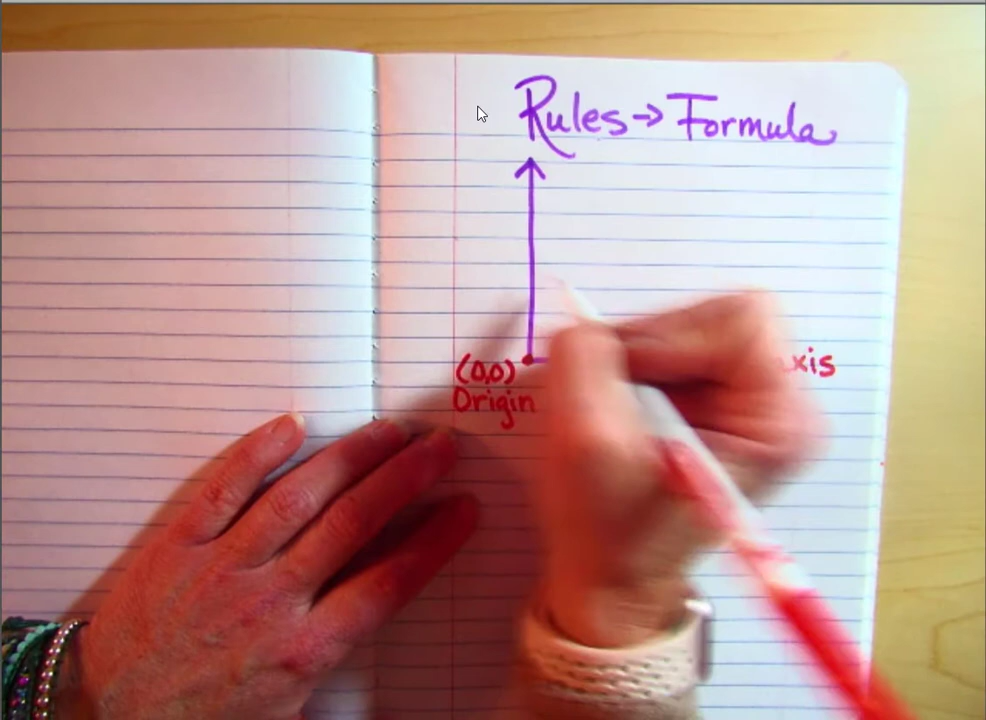 Rules → Formula
(0,0)
Origin